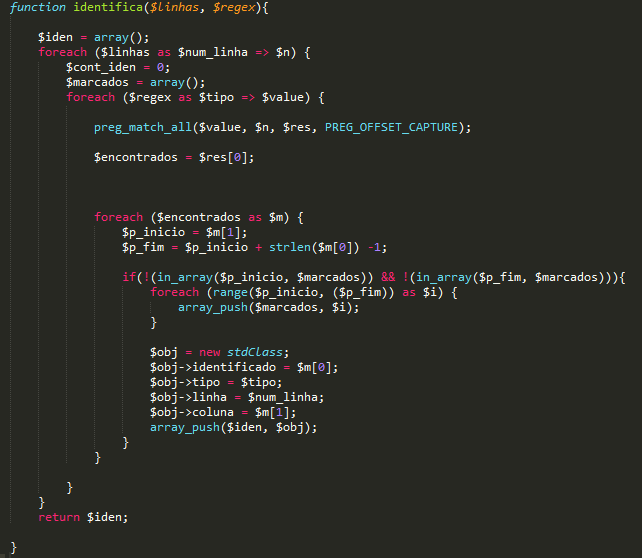 function identifica($linhas, $regex){
$iden = array();
foreach ($linhas as $num_linha => $n) {
$cont_iden = 0;
$marcados = array();
foreach ($regex as $tipo => $value) {
preg_match_all($value, $n, $res, PREG_OFFSET_CAPTURE);
$encontrados = $res[0];
foreach ($encontrados as $m) {
$p_inicio = $m[1];
$p_fim = $p_inicio + strlen($m[0]) -1;
if(!(in_array($p_inicio, $marcados)) && !(in_array($p_fim, $marcados))){
foreach (range($p_inicio, ($p_fim)) as $i) {
array_push($marcados, $i);
}
$obj = new stdClass;
$obj->identificado = $m[0];
$obj->tipo = $tipo;
$obj->linha = $num_linha;
$obj->coluna = $m[1];
array_push($iden, $obj);
}
}
}
}
return $iden;
}